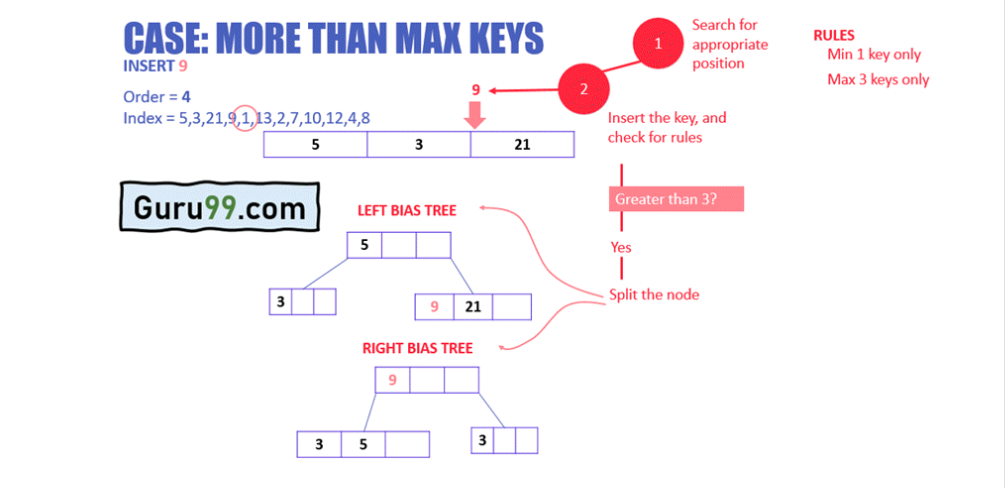 CASE: MORE THAN MAX KEYS
INSERT 9
Order = 4
Index = 5,3,21,9,1,13,2,7,10,12,4,8
9
5 3 21
1
Search for
appropriate
position
2
Insert the key, and
check for rules
Greater than 3?
Yes
Split the node
RULES
Min 1 key only
Max 3 keys only
Guru99.com
LEFT BIAS TREE
5
3
9 21
RIGHT BIAS TREE
9
3 5
3